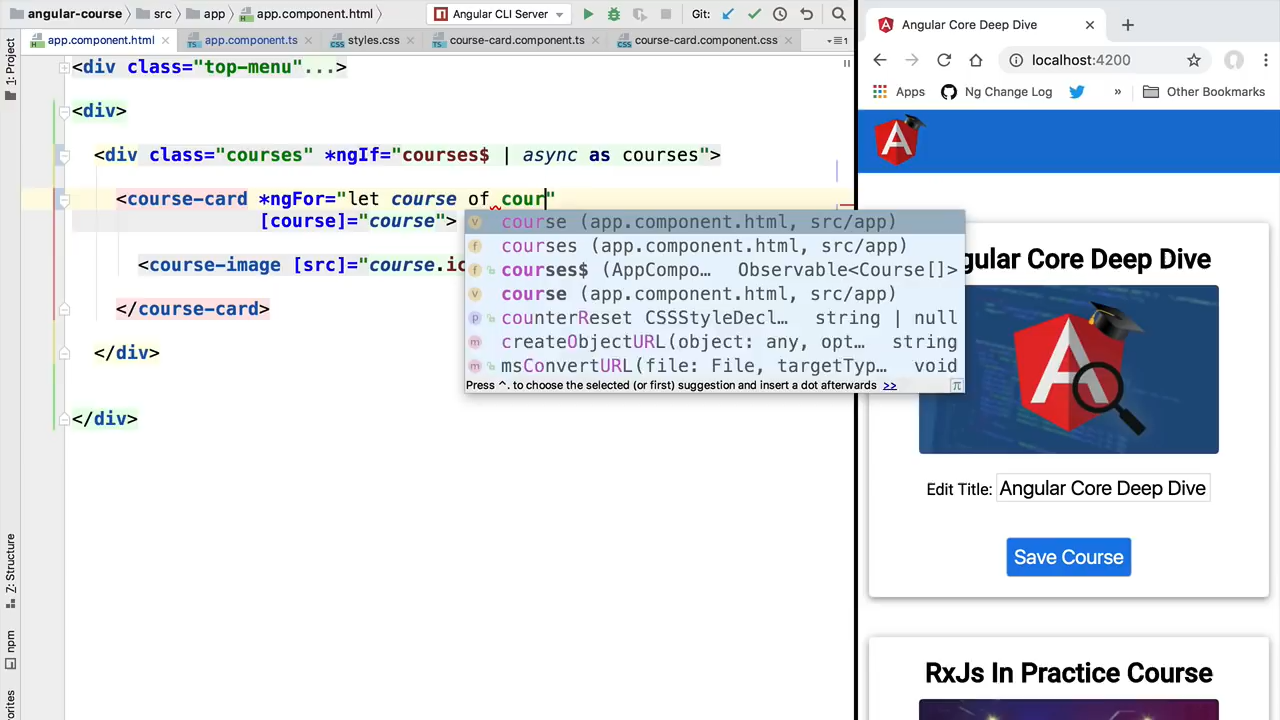 angular-course src app app.component.html Angular CLI Server Git:
app.component.html app.component.ts styles.css course-card.component.ts course-card.component.css
1: Project
Z: Structure
npm
<div class="top-menu"...>
<div>
<div class="courses" *ngIf="courses$ | async as courses">
<course-card *ngFor="let course of cour"
[course]="course">
<course-image [src]="course.ic
</course-card>
</div>
</div>
course (app.component.html, src/app)
courses (app.component.html, src/app)
courses$ (AppCompo… Observable<Course[]>
course (app.component.html, src/app)
counterReset CSSStyleDecl… string | null
createObjectURL(object: any, opt… string
msConvertURL(file: File, targetTyp… void
Press ^. to choose the selected (or first) suggestion and insert a dot afterwards >>
Angular Core Deep Dive
localhost:4200
Apps Ng Change Log » Other Bookmarks
gular Core Deep Dive
Edit Title: Angular Core Deep Dive
Save Course
RxJs In Practice Course